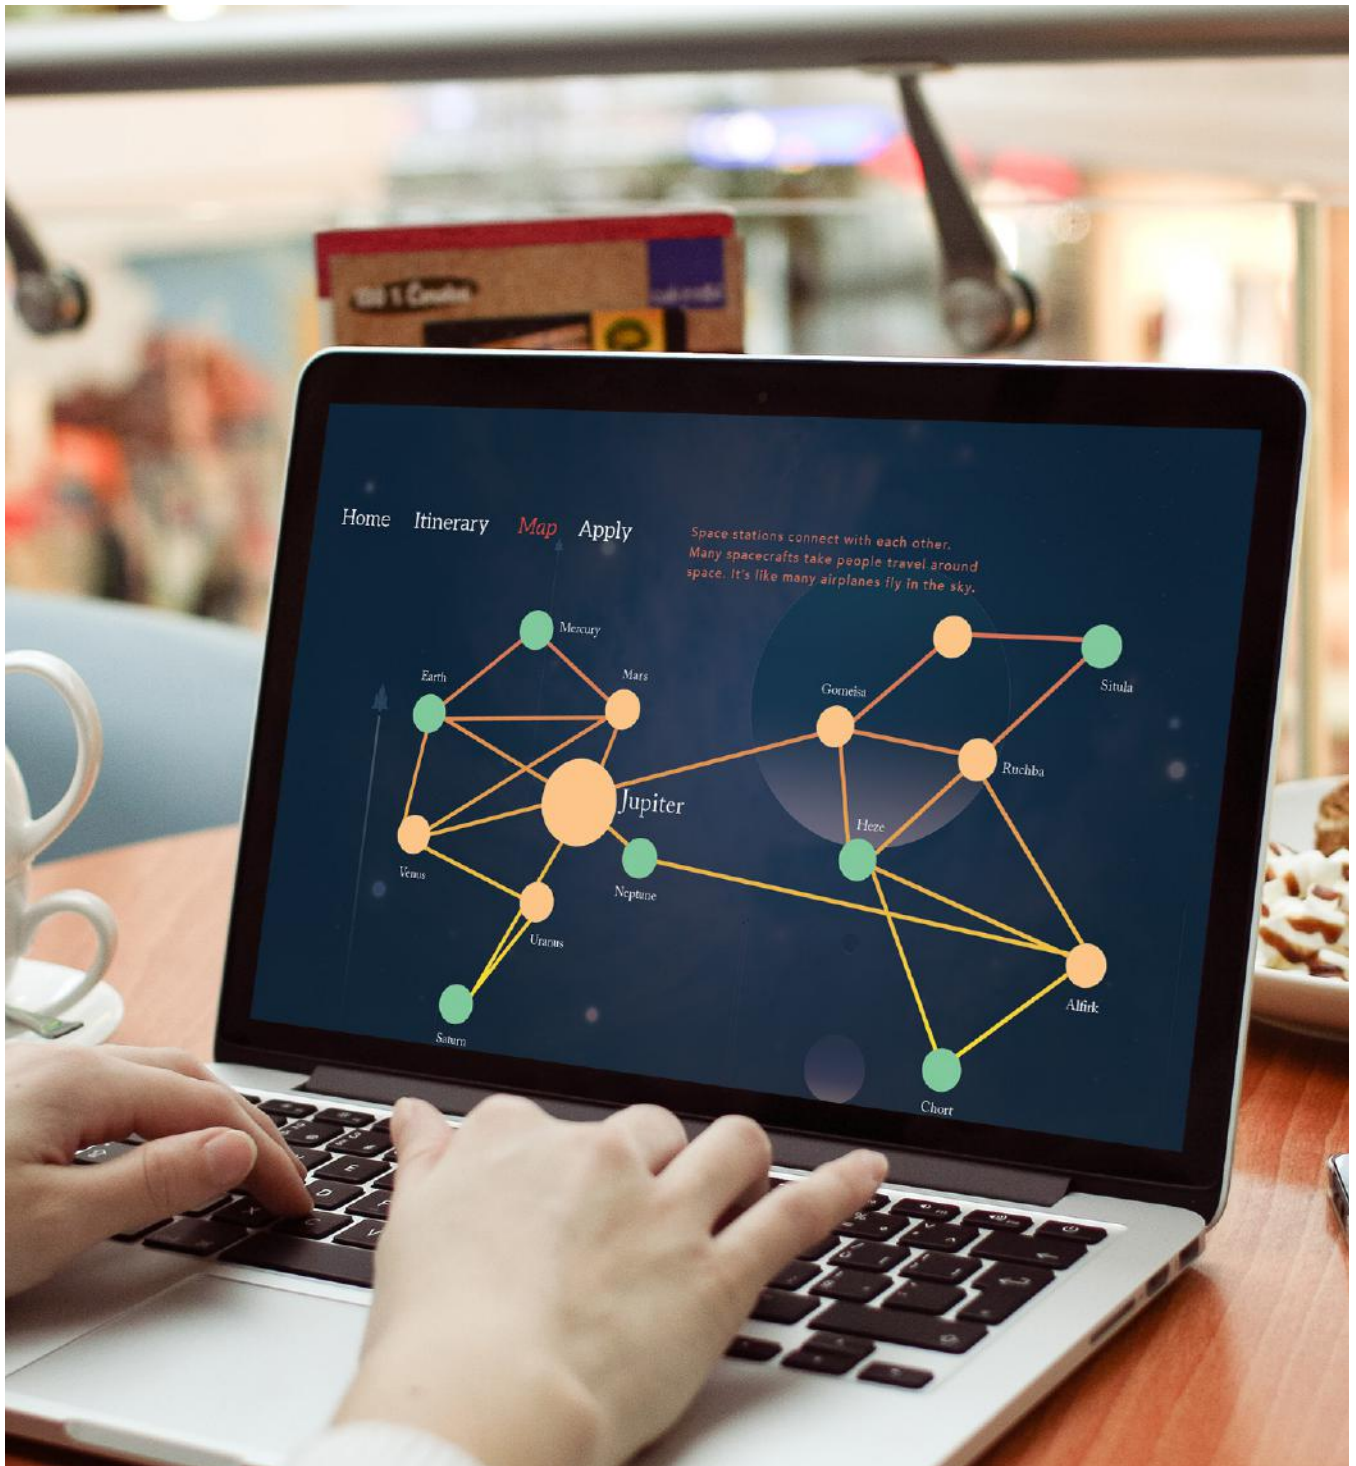 Home Itinerary Map Apply
Space stations connect with each other.
Many spacecrafts take people travel around
space. It's like many airplanes fly in the sky.
Mercury
Earth
Mars
Jupiter
Venus
Neptune
Uranus
Saturn
Gomeisa
Situla
Ruchba
Heze
Alfirk
Chort
E
D
X
C
V